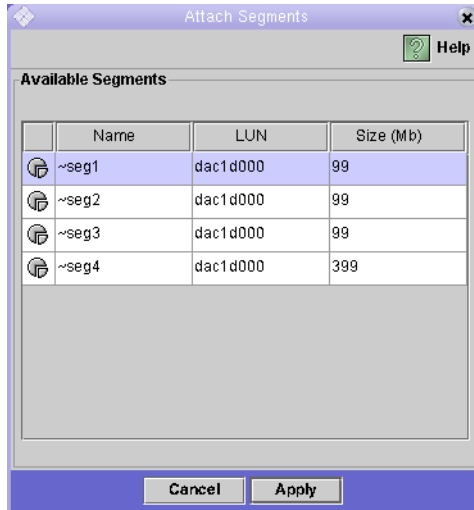 Attach Segments
Help
Available Segments
Name LUN Size (Mb)
~seg1 dac1d000 99
~seg2 dac1d000 99
~seg3 dac1d000 99
~seg4 dac1d000 399
Cancel Apply